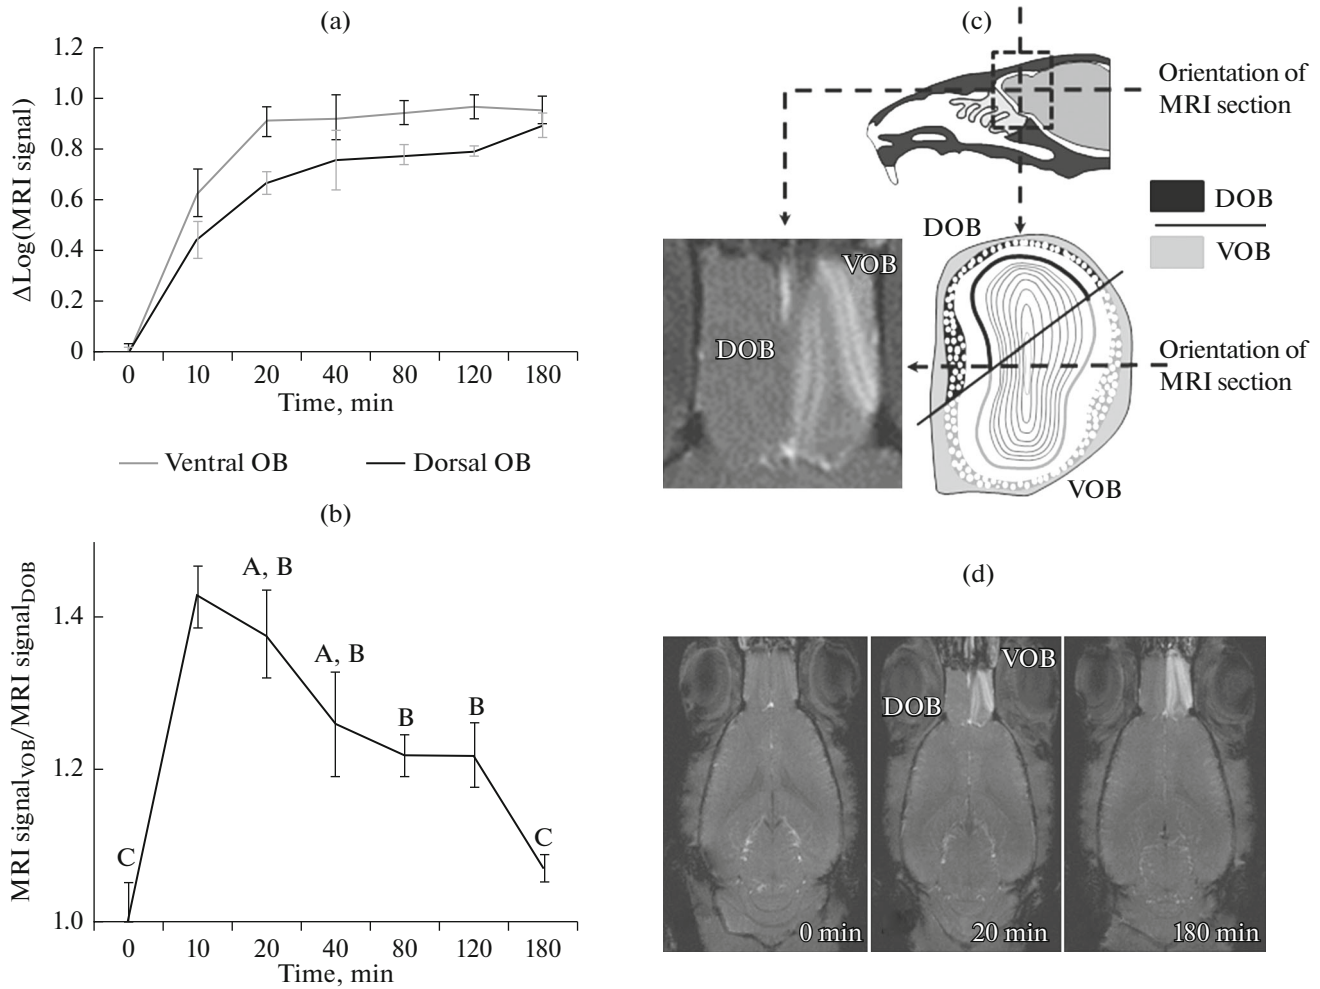 (a)
1.2
1.0
0.8
0.6
0.4
0.2
0
ΔLog(MRI signal)
0 10 20 40 80 120 180
Time, min
Ventral OB Dorsal OB
(b)
1.4
1.2
1.0
MRI signal_VOB/MRI signal_DOB
C
A, B
A, B
B
B
C
0 10 20 40 80 120 180
Time, min
(c)
Orientation of
MRI section
DOB
VOB
DOB
VOB
DOB
Orientation of
MRI section
VOB
(d)
VOB
DOB
0 min
20 min
180 min